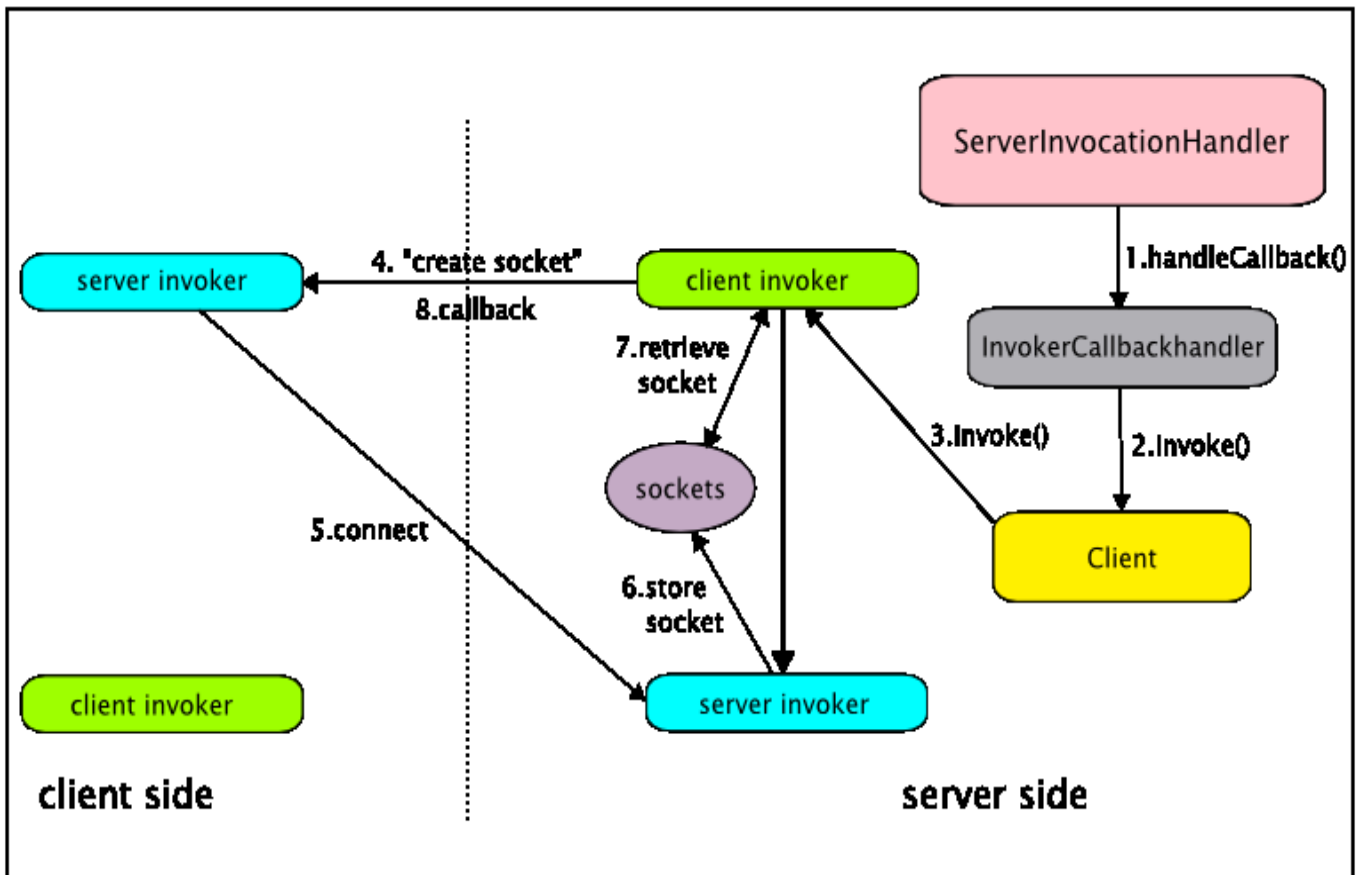 ServerInvocationHandler
1.handleCallback()
4. "create socket"
server invoker
client invoker
8.callback
7.retrieve
socket
InvokerCallbackhandler
3.invoke()
2.invoke()
sockets
5.connect
Client
6.store
socket
client invoker
server invoker
client side
server side